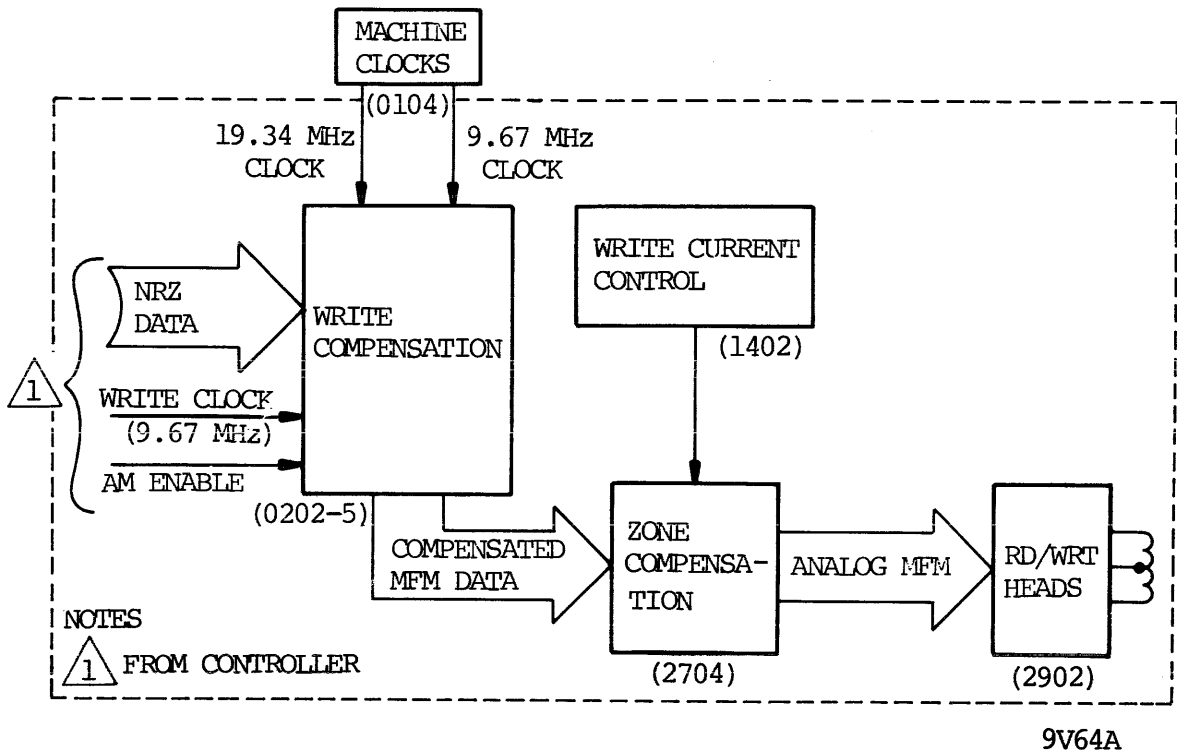 MACHINE
CLOCKS
(0104)
19.34 MHz
CLOCK
9.67 MHz
CLOCK
NRZ
DATA
WRITE
COMPENSATION
WRITE CURRENT
CONTROL
(1402)
1
WRITE CLOCK
(9.67 MHz)
AM ENABLE
(0202-5)
COMPENSATED
MFM DATA
ZONE
COMPENSA-
TION
ANALOG MFM
RD/WRT
HEADS
(2704)
(2902)
NOTES
1 FROM CONTROLLER
9V64A